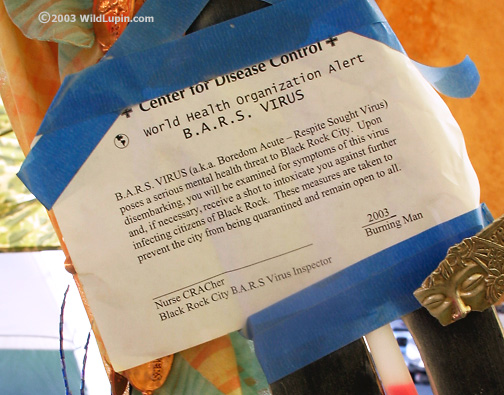 ©2003 WildLupin.com
Center for Disease Control
World Health Organization Alert
B.A.R.S. VIRUS
B.A.R.S. VIRUS (a.k.a. Boredom Acute – Respite Sought Virus)
poses a serious mental health threat to Black Rock City. Upon
disembarking, you will be examined for symptoms of this virus
and, if necessary, receive a shot to intoxicate you against further
infecting citizens of Black Rock. These measures are taken to
prevent the city from being quarantined and remain open to all.
2003
Burning Man
Nurse CRACher
Black Rock City B.A.R.S Virus Inspector